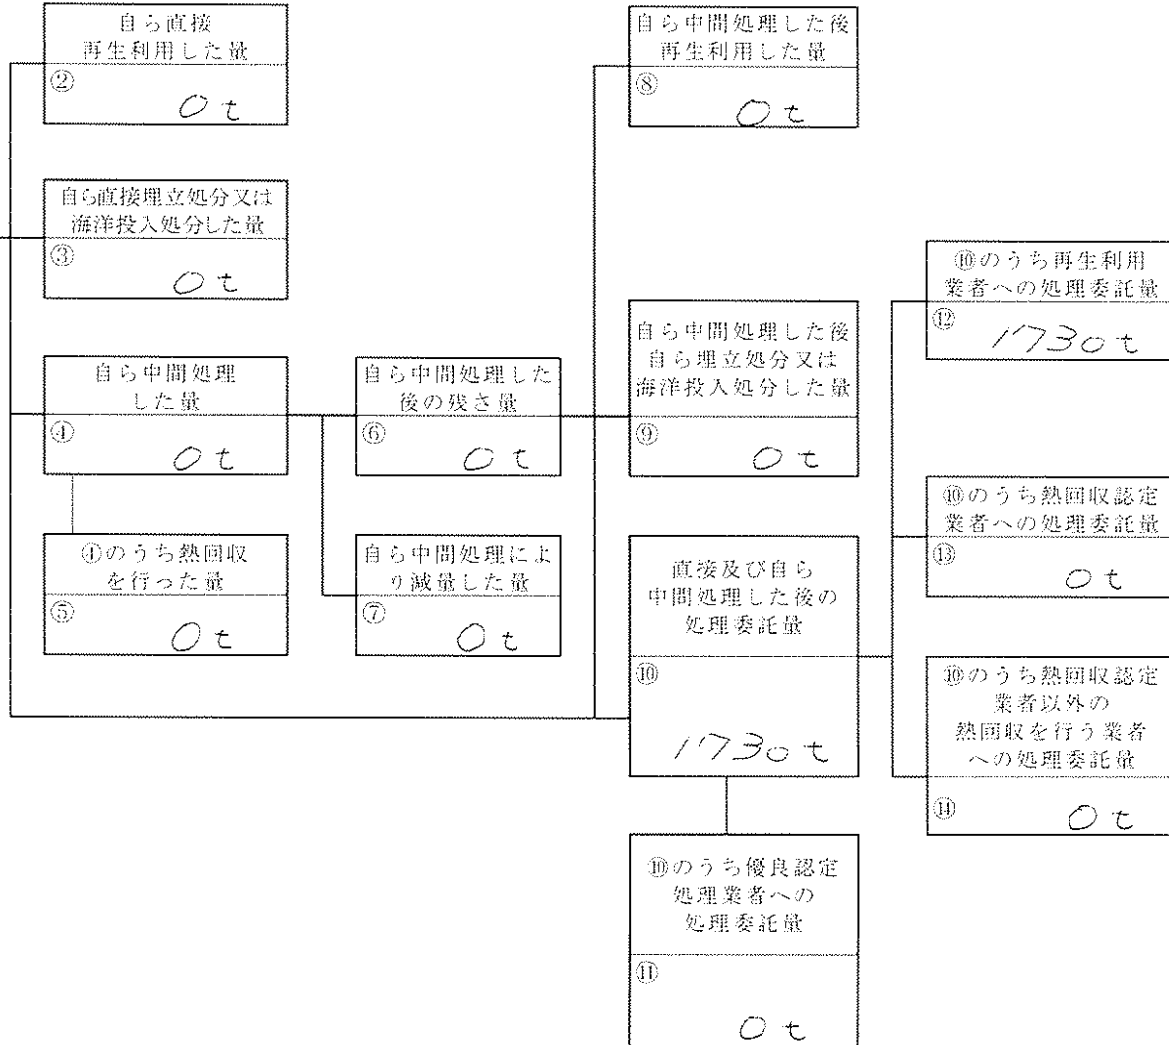 自ら直接
再生利用した量
②
0 t
自ら直接埋立処分又は
海洋投入処分した量
③
0 t
自ら中間処理
した量
④
0 t
④のうち熱回収
を行った量
⑤
0 t
自ら中間処理した
後の残さ量
⑥
0 t
自ら中間処理によ
り減量した量
⑦
0 t
自ら中間処理した後
再生利用した量
⑧
0 t
自ら中間処理した後
自ら埋立処分又は
海洋投入処分した量
⑨
0 t
直接及び自ら
中間処理した後の
処理委託量
⑩
1730 t
⑩のうち優良認定
処理業者への
処理委託量
⑪
0 t
⑩のうち再生利用
業者への処理委託量
⑫
1730 t
⑩のうち熱回収認定
業者への処理委託量
⑬
0 t
⑩のうち熱回収認定
業者以外の
熱回収を行う業者
への処理委託量
⑭
0 t